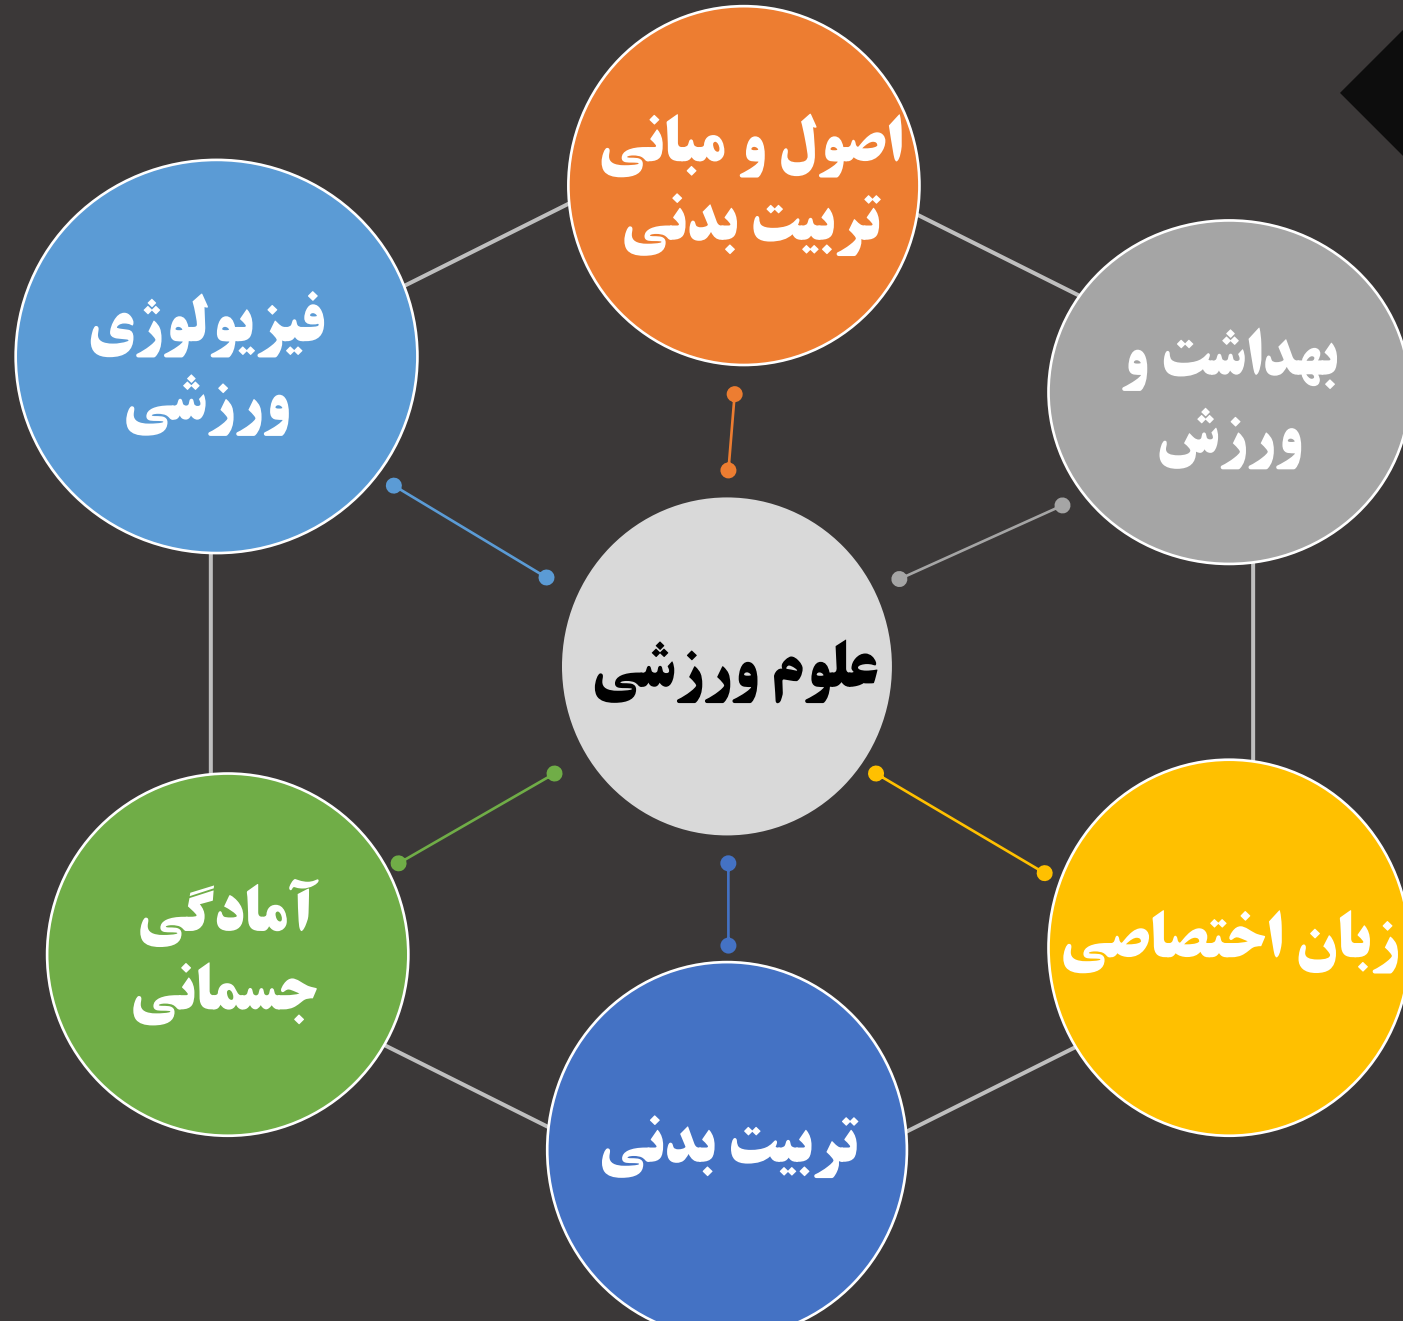 اصول و مبانی
تربیت بدنی
بهداشت و
ورزش
فیزیولوژی
ورزشی
علوم ورزشی
زبان اختصاصی
آمادگی
جسمانی
تربیت بدنی